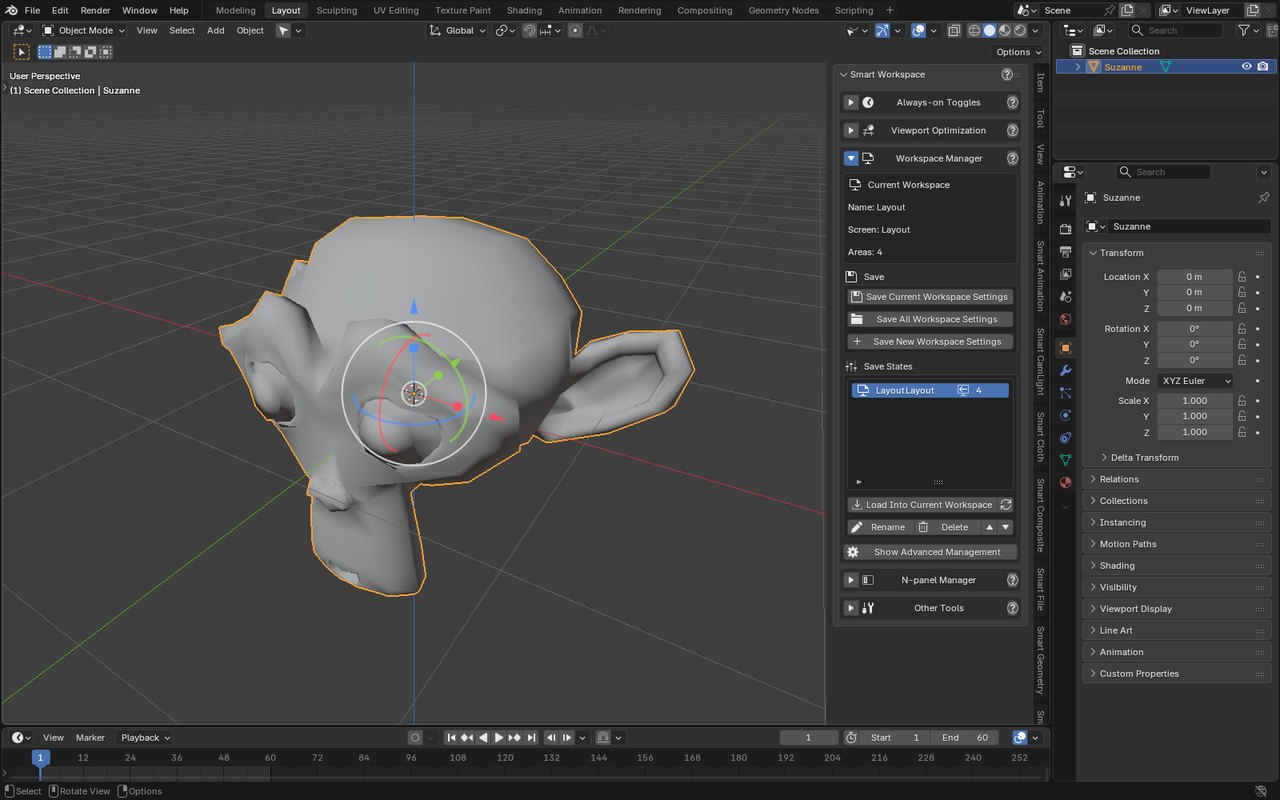 File Edit Render Window Help
Modeling Layout Sculpting UV Editing Texture Paint Shading Animation Rendering Compositing Geometry Nodes Scripting +
Scene
ViewLayer
Object Mode View Select Add Object
Global
Options
User Perspective
(1) Scene Collection | Suzanne
Smart Workspace
Always-on Toggles
Viewport Optimization
Workspace Manager
Current Workspace
Name: Layout
Screen: Layout
Areas: 4
Save
Save Current Workspace Settings
Save All Workspace Settings
+ Save New Workspace Settings
Save States
LayoutLayout 4
Load Into Current Workspace
Rename Delete
Show Advanced Management
N-panel Manager
Other Tools
Item
Tool
View
Animation
Smart Animation
Smart CamLight
Smart Cloth
Smart Composite
Smart File
Smart Geometry
Sm
Search
Scene Collection
Suzanne
Search
Suzanne
Suzanne
Transform
Location X 0 m
Y 0 m
Z 0 m
Rotation X 0°
Y 0°
Z 0°
Mode XYZ Euler
Scale X 1.000
Y 1.000
Z 1.000
Delta Transform
Relations
Collections
Instancing
Motion Paths
Shading
Visibility
Viewport Display
Line Art
Animation
Custom Properties
View Marker Playback
1
Start 1
End 60
1 12 24 36 48 60 72 84 96 108 120 132 144 156 168 180 192 204 216 228 240 252
Select Rotate View Options